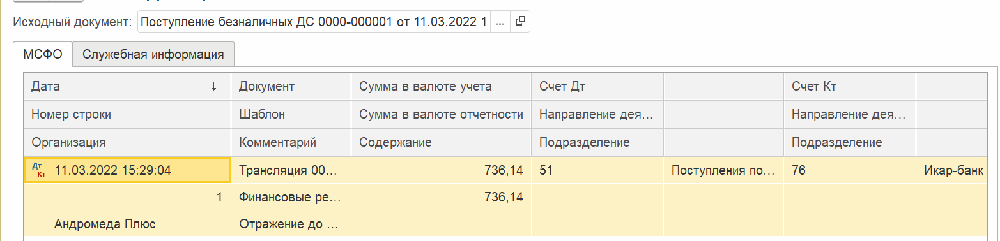 Исходный документ: Поступление безналичных ДС 0000-000001 от 11.03.2022 1 ...
МСФО Служебная информация
Дата ↓ Документ Сумма в валюте учета Счет Дт Счет Кт
Номер строки Шаблон Сумма в валюте отчетности Направление дея... Направление дея...
Организация Комментарий Содержание Подразделение Подразделение
Дт Кт 11.03.2022 15:29:04 Трансляция 00... 736,14 51 Поступления по... 76 Икар-банк
1 Финансовые ре... 736,14
Андромеда Плюс Отражение до ...